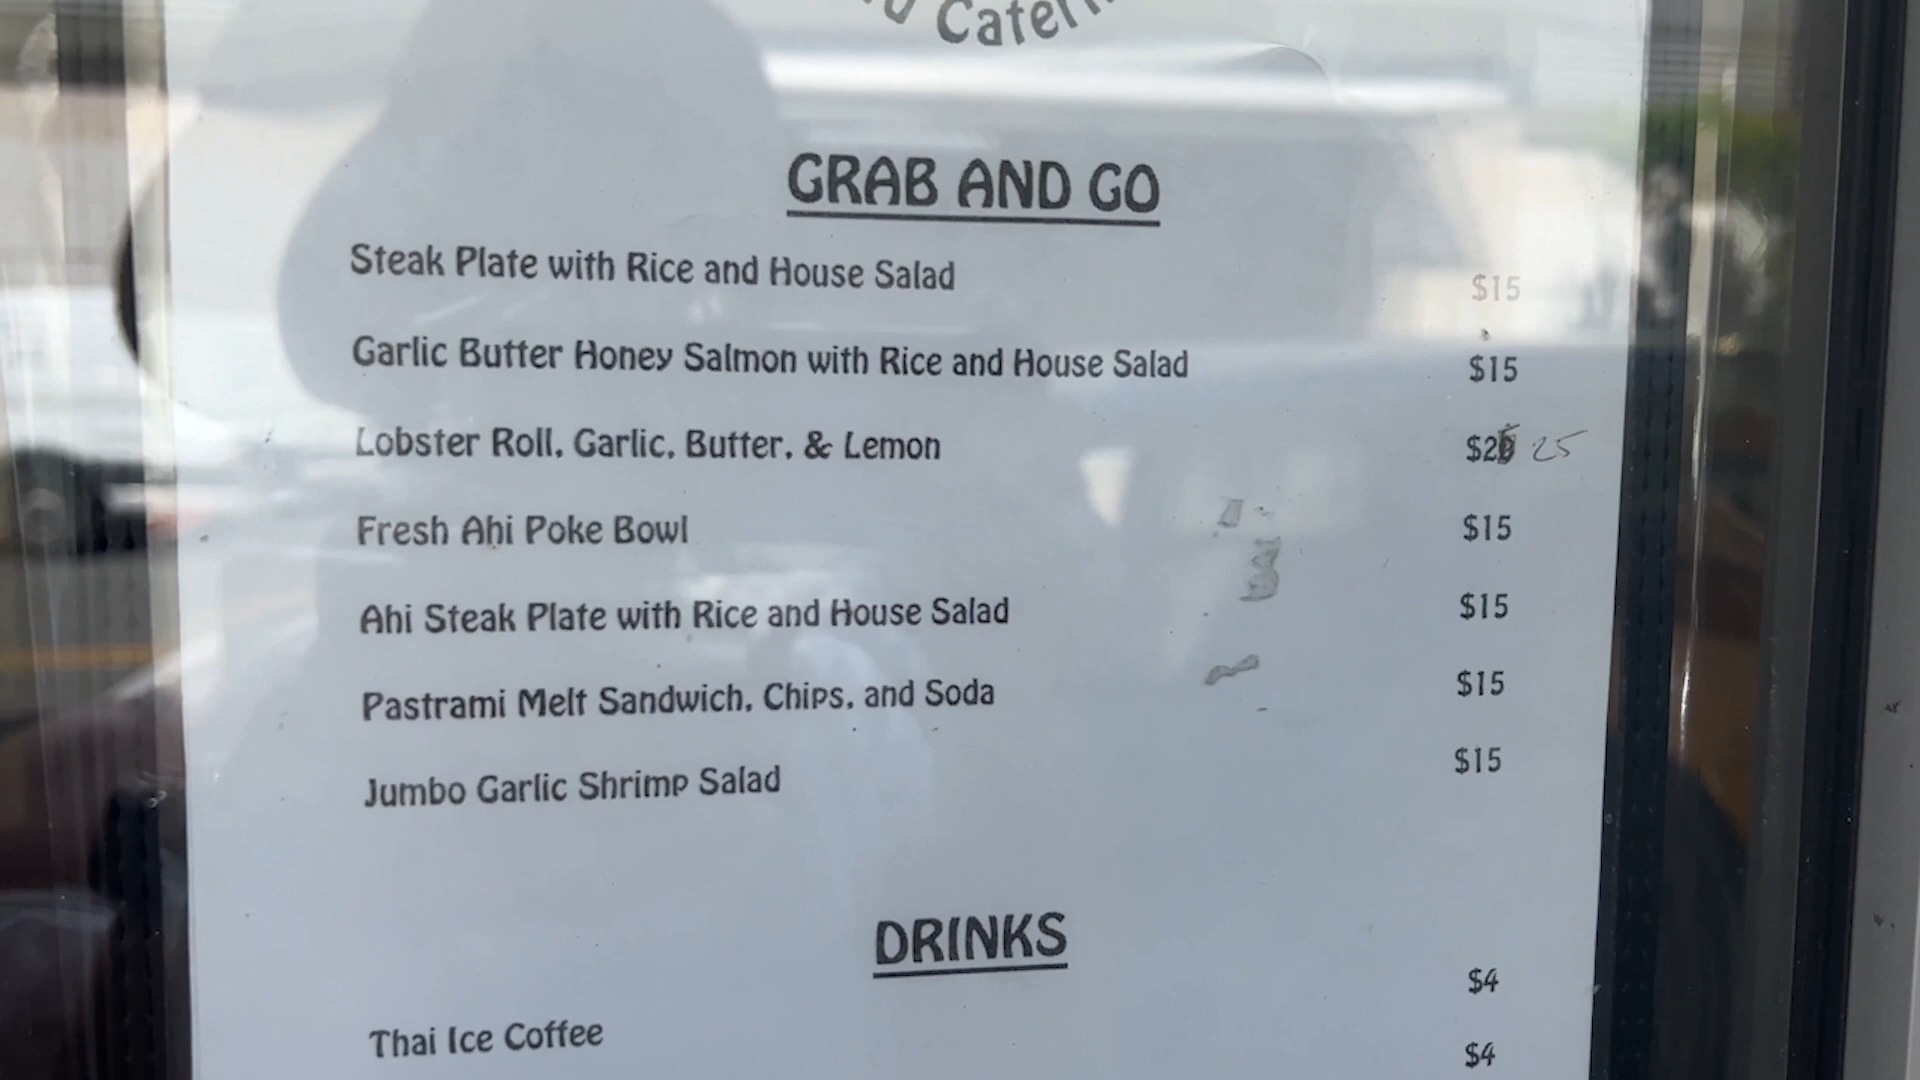 Catering
GRAB AND GO
Steak Plate with Rice and House Salad $15
Garlic Butter Honey Salmon with Rice and House Salad $15
Lobster Roll, Garlic, Butter, & Lemon 25
Fresh Ahi Poke Bowl $15
Ahi Steak Plate with Rice and House Salad $15
Pastrami Melt Sandwich, Chips, and Soda $15
Jumbo Garlic Shrimp Salad $15
DRINKS
$4
Thai Ice Coffee $4